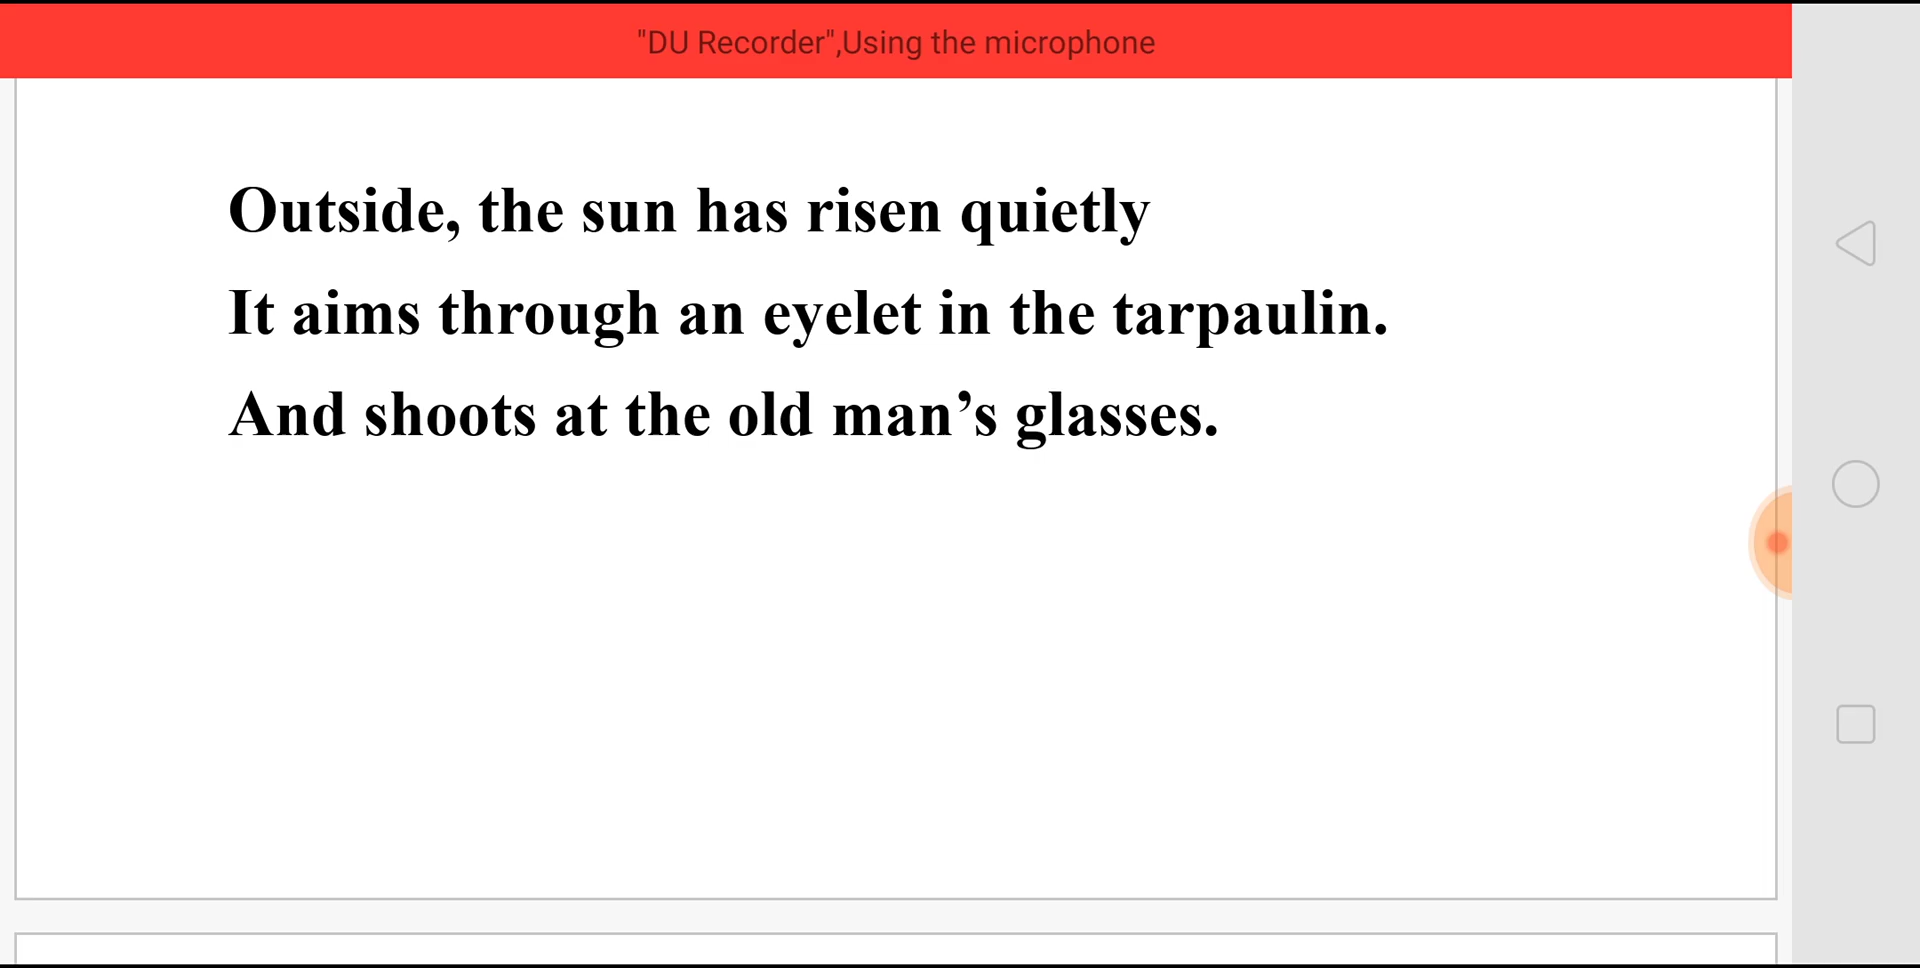 "DU Recorder",Using the microphone
Outside, the sun has risen quietly
It aims through an eyelet in the tarpaulin.
And shoots at the old man’s glasses.